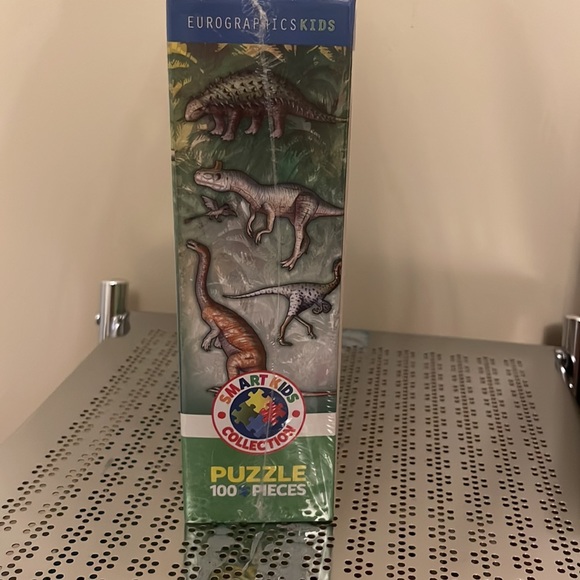 EUROGRAPHICSKIDS
SMART KIDS
COLLECTION
PUZZLE
100 PIECES